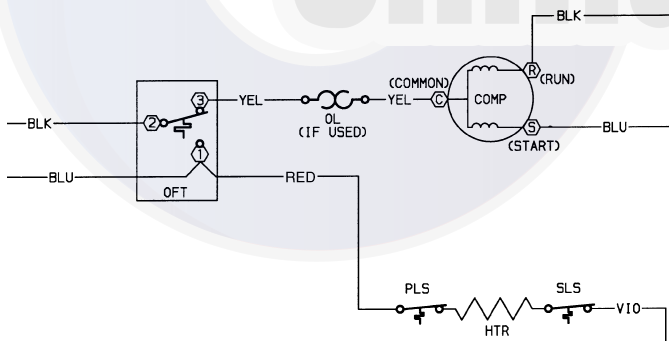 BLK
(COMMON) R (RUN)
3 YEL YEL C COMP
2 OL
BLK (IF USED)
S BLU
(START)
1
BLU RED
OFT
PLS SLS
VIO
HTR